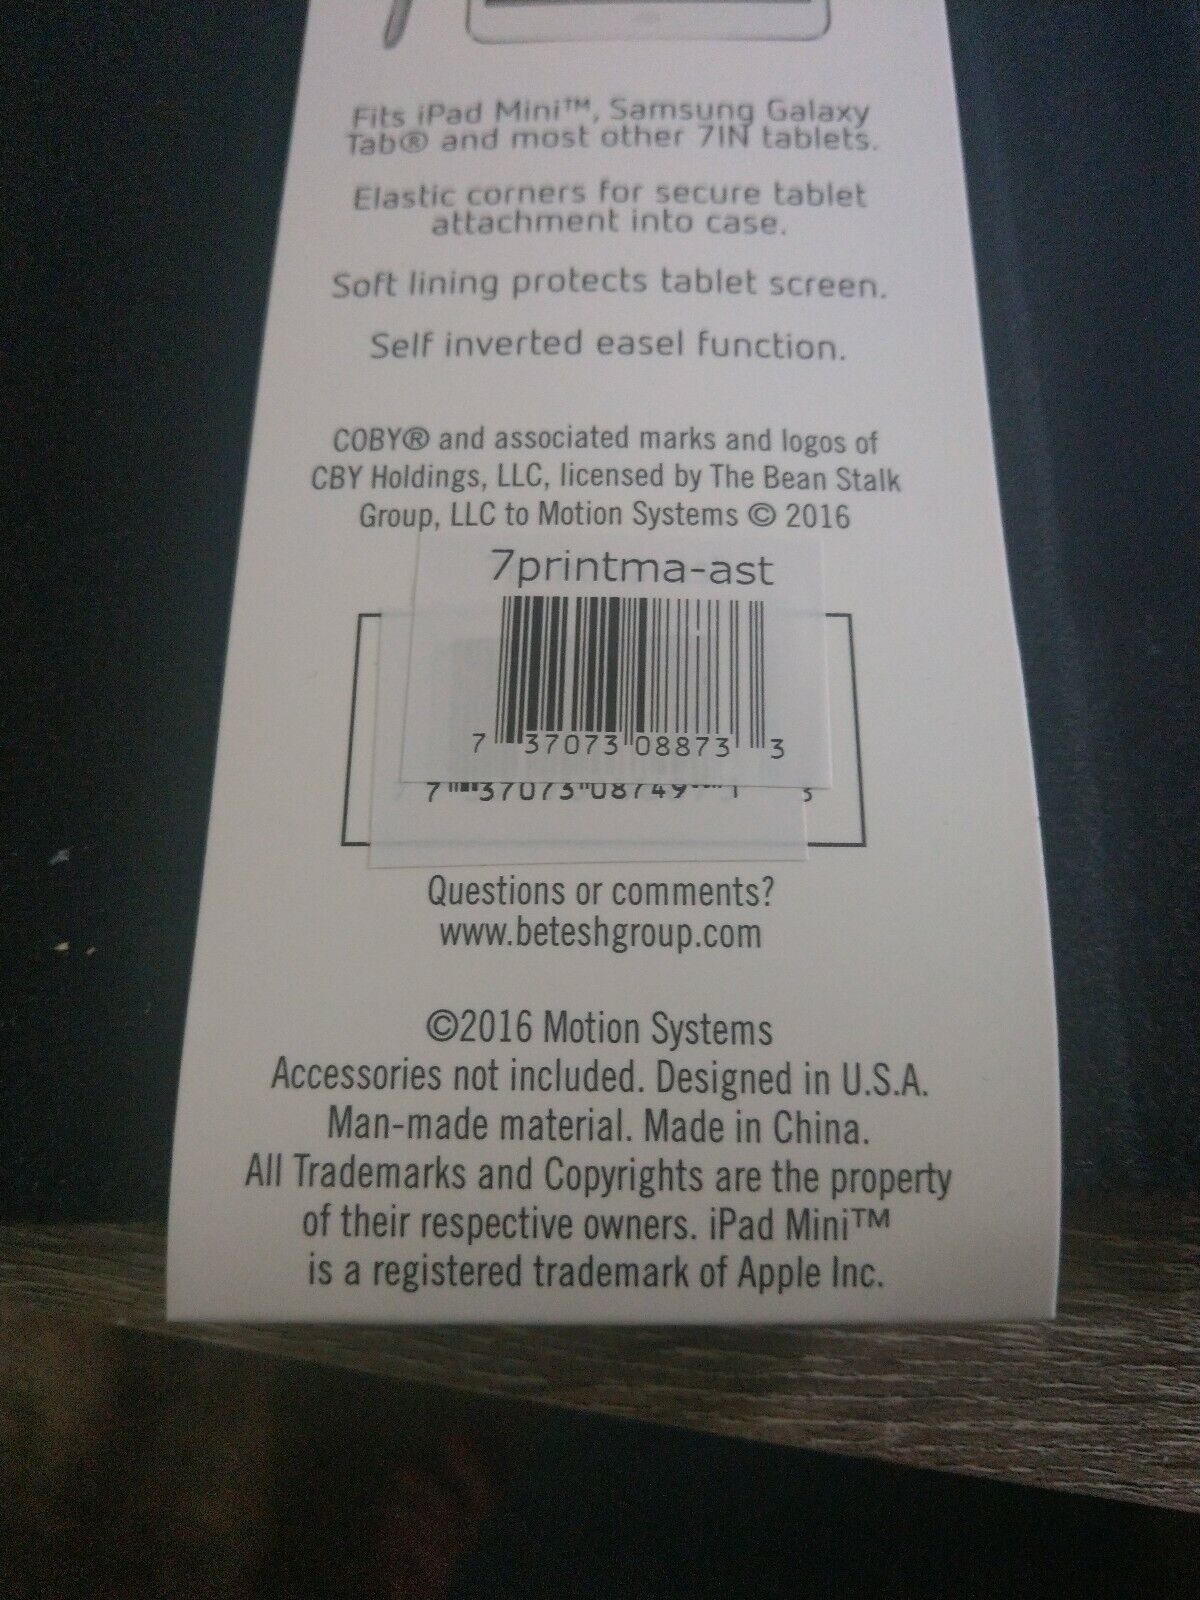 Fits iPad Mini™, Samsung Galaxy
Tab® and most other 7IN tablets.
Elastic corners for secure tablet
attachment into case.
Soft lining protects tablet screen.
Self inverted easel function.
COBY® and associated marks and logos of
CBY Holdings, LLC, licensed by The Bean Stalk
Group, LLC to Motion Systems © 2016
7printma-ast
7 37073 08873 3
7 37073 08749
Questions or comments?
www.beteshgroup.com
©2016 Motion Systems
Accessories not included. Designed in U.S.A.
Man-made material. Made in China.
All Trademarks and Copyrights are the property
of their respective owners. iPad Mini™
is a registered trademark of Apple Inc.